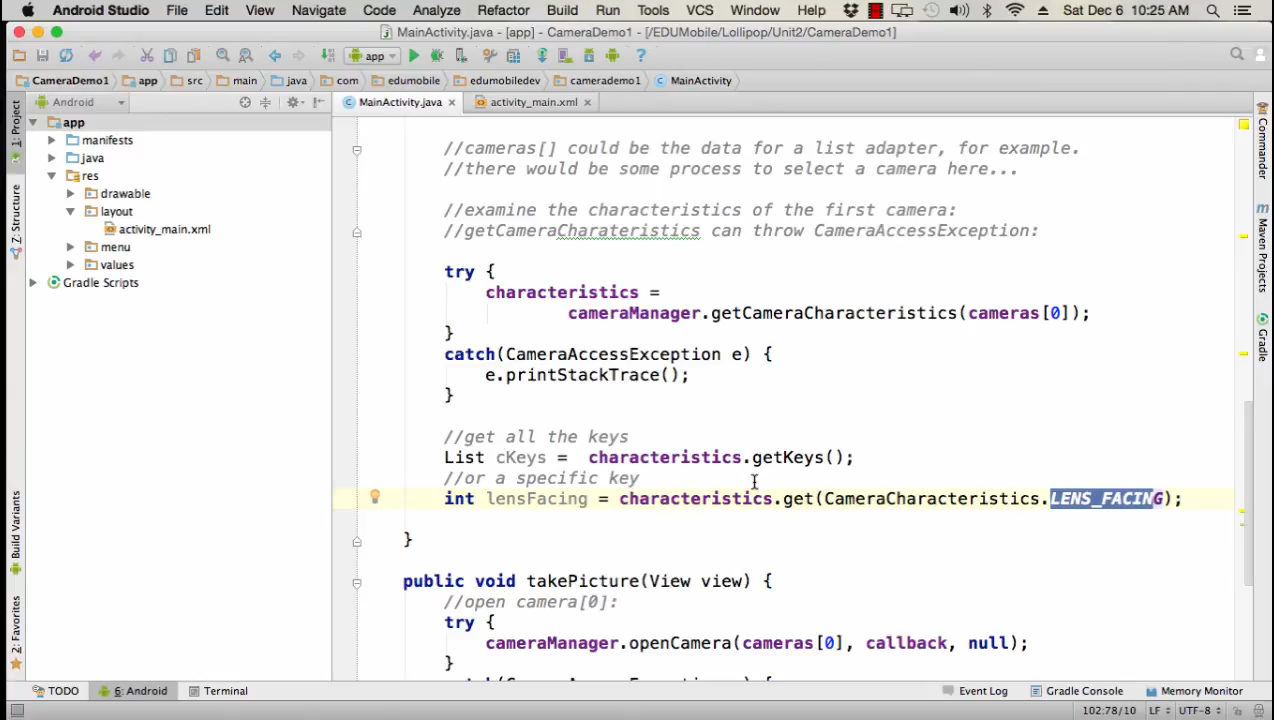 Android Studio File Edit View Navigate Code Analyze Refactor Build Run Tools VCS Window Help Sat Dec 6 10:25 AM
MainActivity.java - [app] - CameraDemo1 - [/EDUMobile/Lollipop/Unit2/CameraDemo1]
app
CameraDemo1 app src main java com edumobile edumobiledev camerademo1 MainActivity
Android MainActivity.java activity_main.xml
1: Project
Z: Structure
Build Variants
2: Favorites
app
manifests
java
res
drawable
layout
activity_main.xml
menu
values
Gradle Scripts
//cameras[] could be the data for a list adapter, for example.
//there would be some process to select a camera here...
//examine the characteristics of the first camera:
//getCameraCharateristics can throw CameraAccessException:
try {
characteristics =
cameraManager.getCameraCharacteristics(cameras[0]);
}
catch(CameraAccessException e) {
e.printStackTrace();
}
//get all the keys
List cKeys = characteristics.getKeys();
//or a specific key
int lensFacing = characteristics.get(CameraCharacteristics.LENS_FACING);
}
public void takePicture(View view) {
//open camera[0]:
try {
cameraManager.openCamera(cameras[0], callback, null);
}
Commander
m Maven Projects
Gradle
TODO 6: Android Terminal Event Log Gradle Console Memory Monitor
102:78/10 LF UTF-8